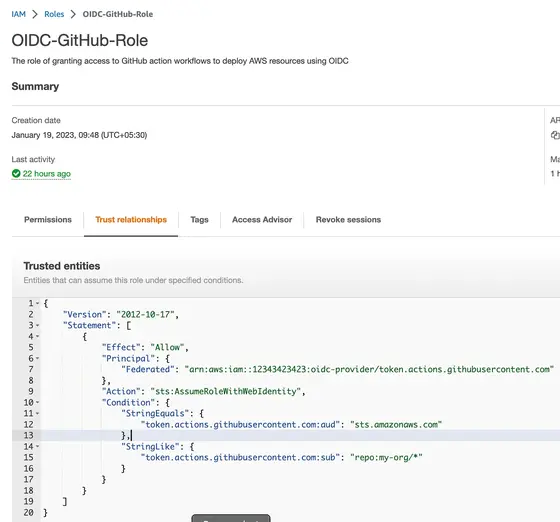 IAM > Roles > OIDC-GitHub-Role
OIDC-GitHub-Role
The role of granting access to GitHub action workflows to deploy AWS resources using OIDC
Summary
Creation date
January 19, 2023, 09:48 (UTC+05:30)
AR
Last activity
Ma
22 hours ago
1 h
Permissions Trust relationships Tags Access Advisor Revoke sessions
Trusted entities
Entities that can assume this role under specified conditions.
1 {
2 "Version": "2012-10-17",
3 "Statement": [
4 {
5 "Effect": "Allow",
6 "Principal": {
7 "Federated": "arn:aws:iam::12343423423:oidc-provider/token.actions.githubusercontent.com"
8 },
9 "Action": "sts:AssumeRoleWithWebIdentity",
10 "Condition": {
11 "StringEquals": {
12 "token.actions.githubusercontent.com:aud": "sts.amazonaws.com"
13 },
14 "StringLike": {
15 "token.actions.githubusercontent.com:sub": "repo:my-org/*"
16 }
17 }
18 }
19 ]
20 }